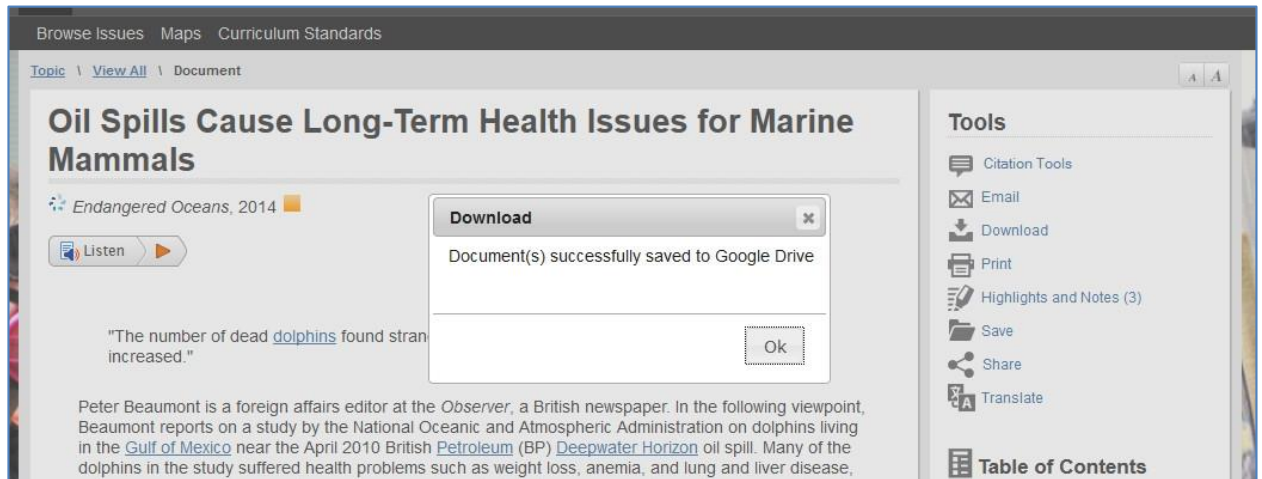 Browse Issues Maps Curriculum Standards
Topic \ View All \ Document
A A
Oil Spills Cause Long-Term Health Issues for Marine
Mammals
Endangered Oceans, 2014
Listen
Download
Document(s) successfully saved to Google Drive
Ok
"The number of dead dolphins found stran
increased."
Peter Beaumont is a foreign affairs editor at the Observer, a British newspaper. In the following viewpoint,
Beaumont reports on a study by the National Oceanic and Atmospheric Administration on dolphins living
in the Gulf of Mexico near the April 2010 British Petroleum (BP) Deepwater Horizon oil spill. Many of the
dolphins in the study suffered health problems such as weight loss, anemia, and lung and liver disease,
Tools
Citation Tools
Email
Download
Print
Highlights and Notes (3)
Save
Share
Translate
Table of Contents